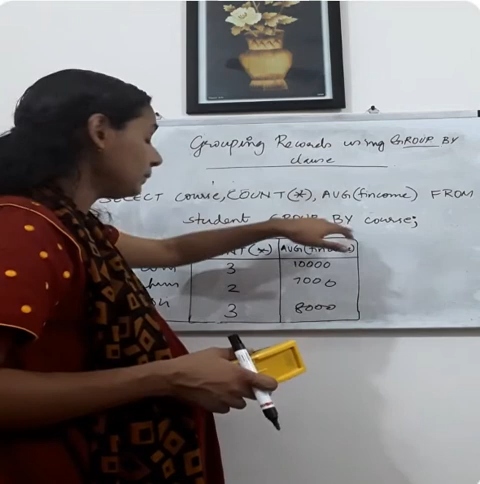 Grouping Records using GROUP BY
clause
SELECT course, COUNT(*), AVG(fincome) FROM
student GROUP BY course;
NT(*) AVG(fincome)
3 10000
2 7000
3 8000